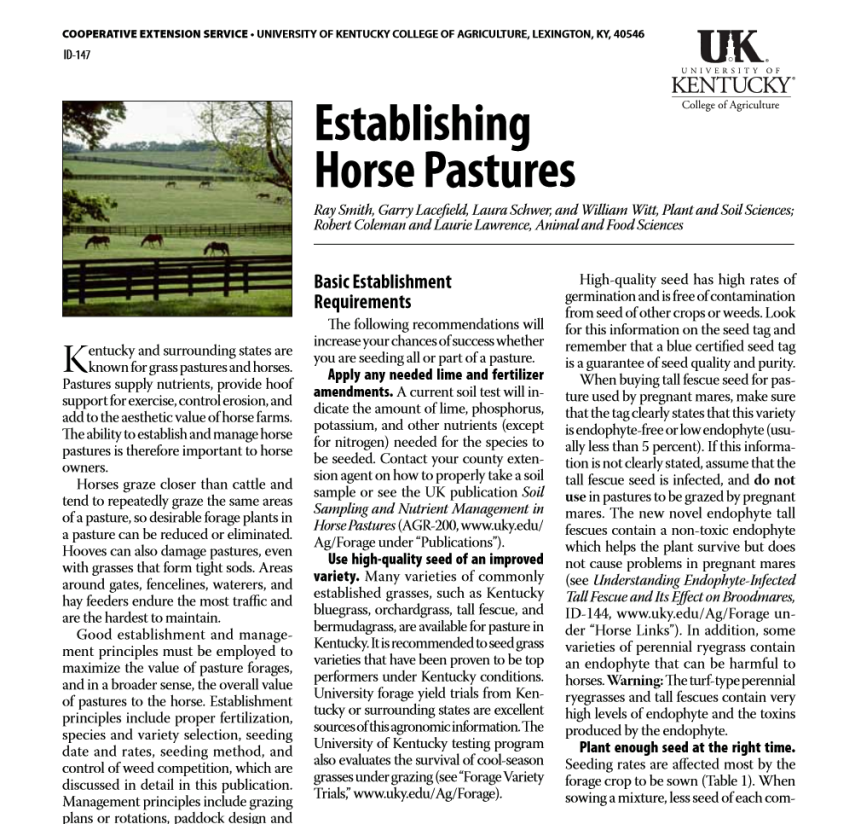 COOPERATIVE EXTENSION SERVICE • UNIVERSITY OF KENTUCKY COLLEGE OF AGRICULTURE, LEXINGTON, KY, 40546
ID-147
UK
UNIVERSITY OF
KENTUCKY
College of Agriculture
Establishing
Horse Pastures
Ray Smith, Garry Lacefield, Laura Schwer, and William Witt, Plant and Soil Sciences;
Robert Coleman and Laurie Lawrence, Animal and Food Sciences
Kentucky and surrounding states are
known for grass pastures and horses.
Pastures supply nutrients, provide hoof
support for exercise, control erosion, and
add to the aesthetic value of horse farms.
The ability to establish and manage horse
pastures is therefore important to horse
owners.
Horses graze closer than cattle and
tend to repeatedly graze the same areas
of a pasture, so desirable forage plants in
a pasture can be reduced or eliminated.
Hooves can also damage pastures, even
with grasses that form tight sods. Areas
around gates, fencelines, waterers, and
hay feeders endure the most traffic and
are the hardest to maintain.
Good establishment and manage-
ment principles must be employed to
maximize the value of pasture forages,
and in a broader sense, the overall value
of pastures to the horse. Establishment
principles include proper fertilization,
species and variety selection, seeding
date and rates, seeding method, and
control of weed competition, which are
discussed in detail in this publication.
Management principles include grazing
plans or rotations, paddock design and
Basic Establishment
Requirements
The following recommendations will
increase your chances of success whether
you are seeding all or part of a pasture.
Apply any needed lime and fertilizer
amendments. A current soil test will in-
dicate the amount of lime, phosphorus,
potassium, and other nutrients (except
for nitrogen) needed for the species to
be seeded. Contact your county exten-
sion agent on how to properly take a soil
sample or see the UK publication Soil
Sampling and Nutrient Management in
Horse Pastures (AGR-200, www.uky.edu/
Ag/Forage under “Publications”).
Use high-quality seed of an improved
variety. Many varieties of commonly
established grasses, such as Kentucky
bluegrass, orchardgrass, tall fescue, and
bermudagrass, are available for pasture in
Kentucky. It is recommended to seed grass
varieties that have been proven to be top
performers under Kentucky conditions.
University forage yield trials from Ken-
tucky or surrounding states are excellent
sources of this agronomic information. The
University of Kentucky testing program
also evaluates the survival of cool-season
grasses under grazing (see “Forage Variety
Trials,” www.uky.edu/Ag/Forage).
High-quality seed has high rates of
germination and is free of contamination
from seed of other crops or weeds. Look
for this information on the seed tag and
remember that a blue certified seed tag
is a guarantee of seed quality and purity.
When buying tall fescue seed for pas-
ture used by pregnant mares, make sure
that the tag clearly states that this variety
is endophyte-free or low endophyte (usu-
ally less than 5 percent). If this informa-
tion is not clearly stated, assume that the
tall fescue seed is infected, and do not
use in pastures to be grazed by pregnant
mares. The new novel endophyte tall
fescues contain a non-toxic endophyte
which helps the plant survive but does
not cause problems in pregnant mares
(see Understanding Endophyte-Infected
Tall Fescue and Its Effect on Broodmares,
ID-144, www.uky.edu/Ag/Forage un-
der “Horse Links”). In addition, some
varieties of perennial ryegrass contain
an endophyte that can be harmful to
horses. Warning: The turf-type perennial
ryegrasses and tall fescues contain very
high levels of endophyte and the toxins
produced by the endophyte.
Plant enough seed at the right time.
Seeding rates are affected most by the
forage crop to be sown (Table 1). When
sowing a mixture, less seed of each com-